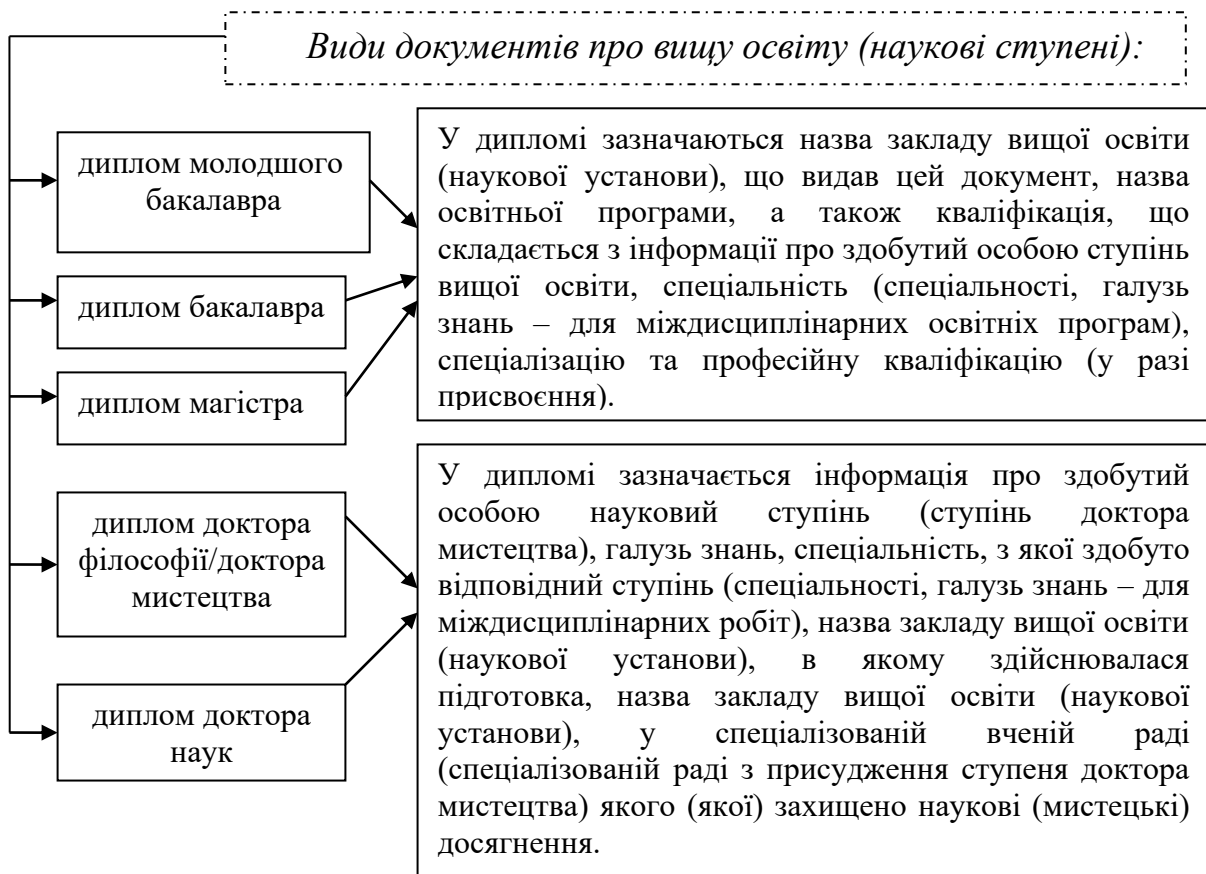 Види документів про вищу освіту (наукові ступені):
диплом молодшого
бакалавра
диплом бакалавра
диплом магістра
У дипломі зазначаються назва закладу вищої освіти
(наукової установи), що видав цей документ, назва
освітньої програми, а також кваліфікація, що
складається з інформації про здобутий особою ступінь
вищої освіти, спеціальність (спеціальності, галузь
знань – для міждисциплінарних освітніх програм),
спеціалізацію та професійну кваліфікацію (у разі
присвоєння).
диплом доктора
філософії/доктора
мистецтва
диплом доктора
наук
У дипломі зазначається інформація про здобутий
особою науковий ступінь (ступінь доктора
мистецтва), галузь знань, спеціальність, з якої здобуто
відповідний ступінь (спеціальності, галузь знань – для
міждисциплінарних робіт), назва закладу вищої освіти
(наукової установи), в якому здійснювалася
підготовка, назва закладу вищої освіти (наукової
установи), у спеціалізованій вченій раді
(спеціалізованій раді з присудження ступеня доктора
мистецтва) якого (якої) захищено наукові (мистецькі)
досягнення.